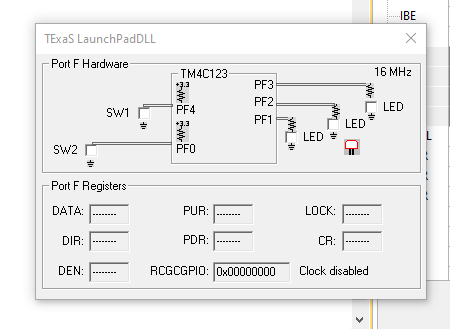 IBE
TExaS LaunchPadDLL
Port F Hardware
TM4C123
16 MHz
+3.3
PF3
SW1
PF4
PF2
LED
+3.3
PF1
LED
SW2
PF0
LED
L
Port F Registers
DATA: --------
PUR: --------
LOCK: --------
DIR: --------
PDR: --------
CR: --------
DEN: --------
RCGCGPIO: 0x00000000
Clock disabled